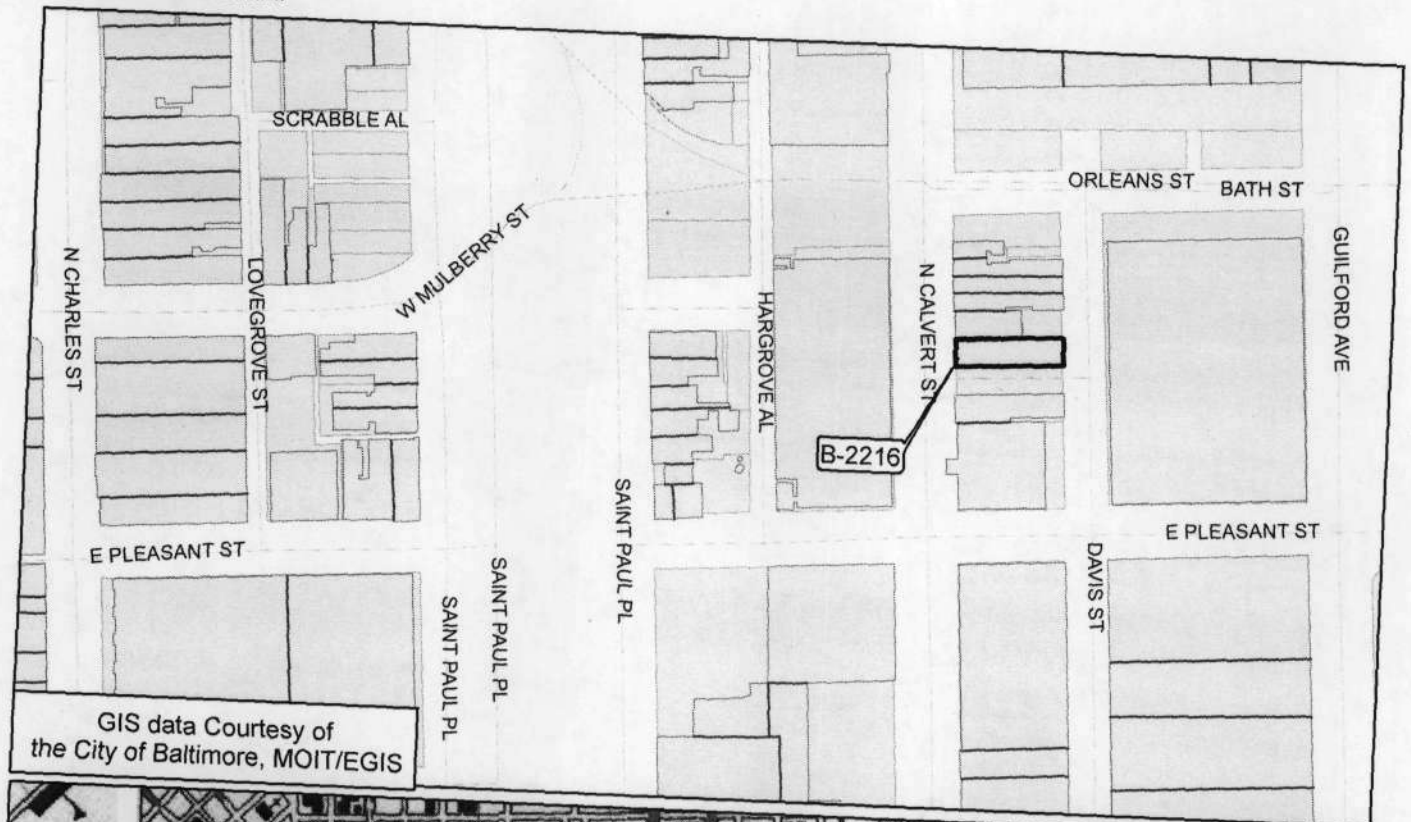 SCRABBLE AL
ORLEANS ST
BATH ST
W MULBERRY ST
N CHARLES ST
LOVEGROVE ST
HARGROVE AL
N CALVERT ST
GUILFORD AVE
B-2216
E PLEASANT ST
E PLEASANT ST
SAINT PAUL PL
SAINT PAUL PL
SAINT PAUL PL
DAVIS ST
GIS data Courtesy of
the City of Baltimore, MOIT/EGIS